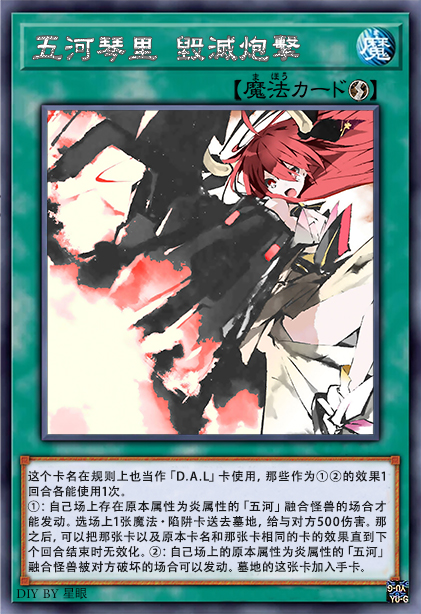 五河琴里 毀滅炮擊
魔
【魔法カード】
まほう
这个卡名在规则上也当作「D.A.L」卡使用，那些作为①②的效果1
回合各能使用1次。
①：自己场上存在原本属性为炎属性的「五河」融合怪兽的场合才
能发动。选场上1张魔法·陷阱卡送去墓地，给与对方500伤害。那
之后，可以把那张卡以及原本卡名和那张卡相同的卡的效果直到下
个回合结束时无效化。②：自己场上的原本属性为炎属性的「五河」
融合怪兽被对方破坏的场合可以发动。墓地的这张卡加入手卡。
DIY BY 星眼